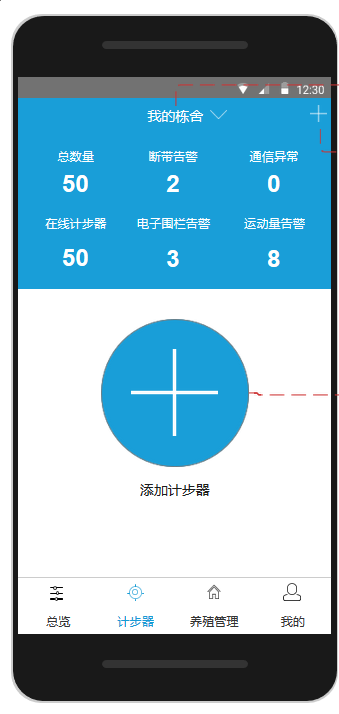 12:30
我的栋舍
总数量 断带告警 通信异常
50 2 0
在线计步器 电子围栏告警 运动量告警
50 3 8
添加计步器
总览 计步器 养殖管理 我的